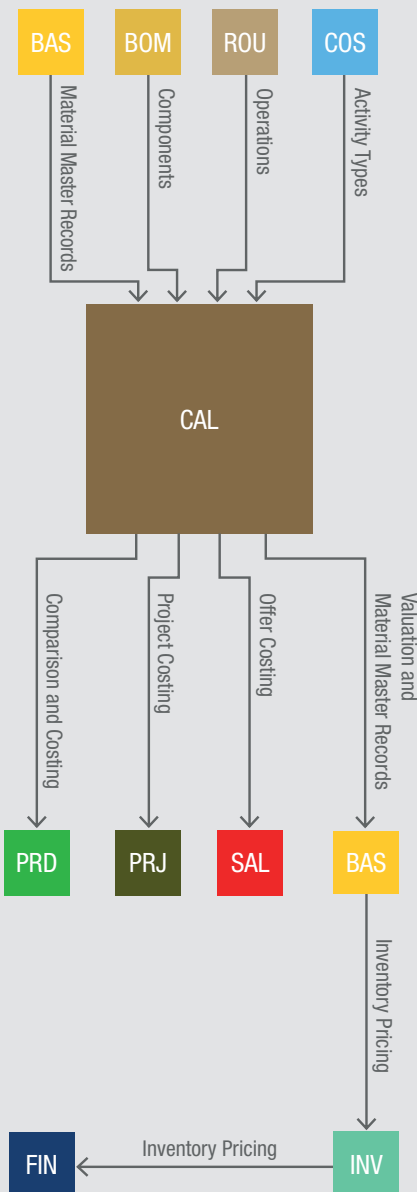 BAS
BOM
ROU
COS
Material Master Records
Components
Operations
Activity Types
CAL
Comparison and Costing
Project Costing
Offer Costing
Valuation and
Material Master Records
PRD
PRJ
SAL
BAS
Inventory Pricing
FIN
Inventory Pricing
INV